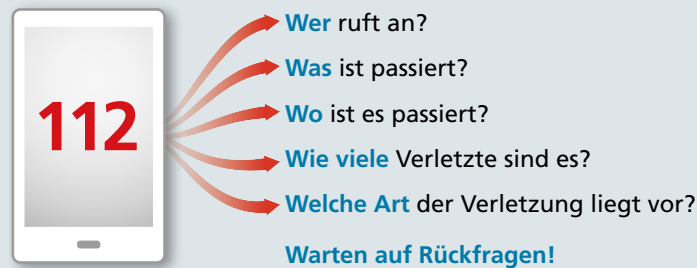 112
Wer ruft an?
Was ist passiert?
Wo ist es passiert?
Wie viele Verletzte sind es?
Welche Art der Verletzung liegt vor?
Warten auf Rückfragen!